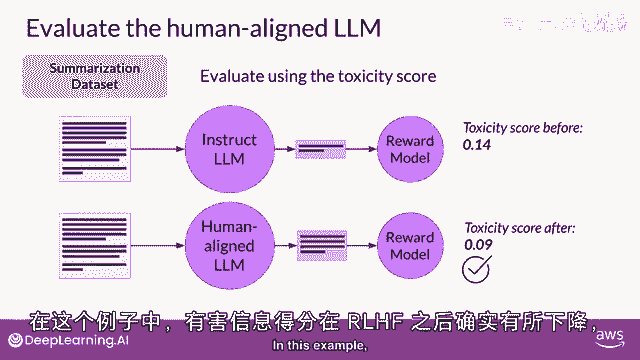 Evaluate the human-aligned LLM
Summarization
Dataset
Evaluate using the toxicity score
Instruct
LLM
Reward
Model
Toxicity score before:
0.14
Human-
aligned
LLM
Reward
Model
Toxicity score after:
0.09
在这个例子中，有害信息得分在 RLHF 之后确实有所下降，
In this example,
DeepLearning.AI
aws